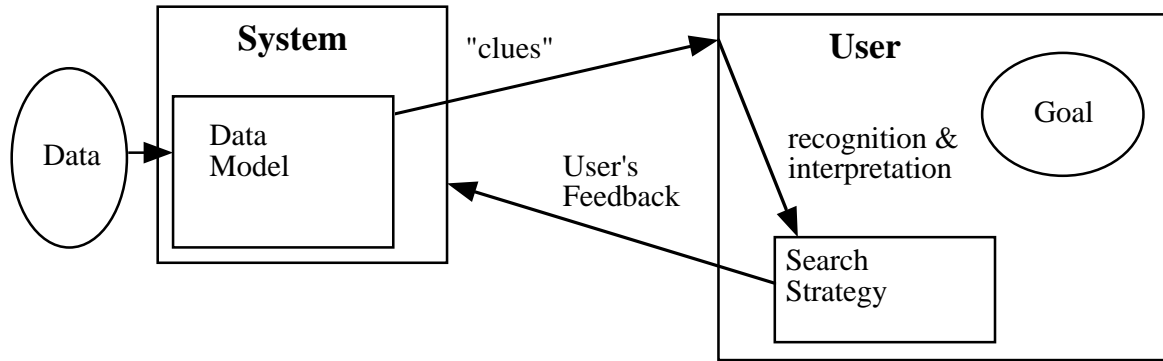 System
"clues"
User
Data
Data
Model
Goal
recognition &
interpretation
User's
Feedback
Search
Strategy